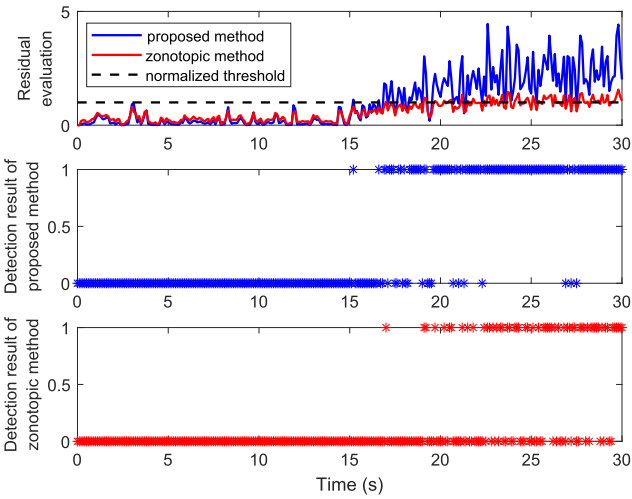 Residual
evaluation
5
0
proposed method
zonotopic method
normalized threshold
0 5 10 15 20 25 30
Detection result of
proposed method
1
0.5
0
0 5 10 15 20 25 30
Detection result of
zonotopic method
1
0.5
0
0 5 10 15 20 25 30
Time (s)